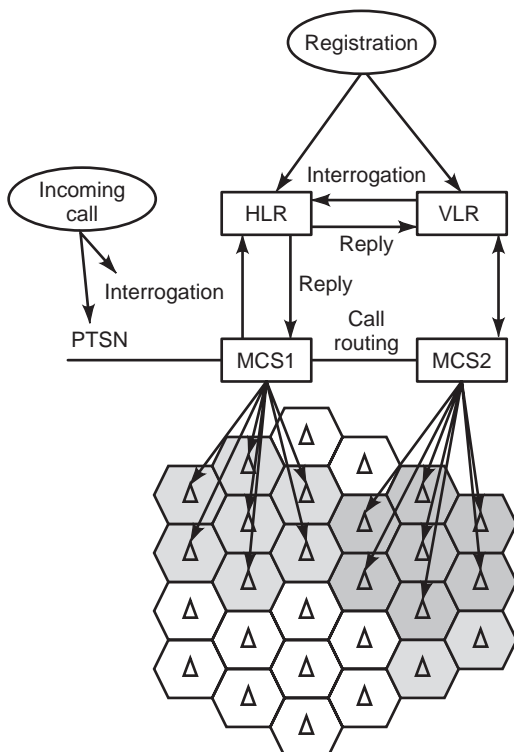 Registration
Interrogation
Incoming
call
HLR
VLR
Reply
Interrogation
Reply
PTSN
Call
routing
MCS1
MCS2